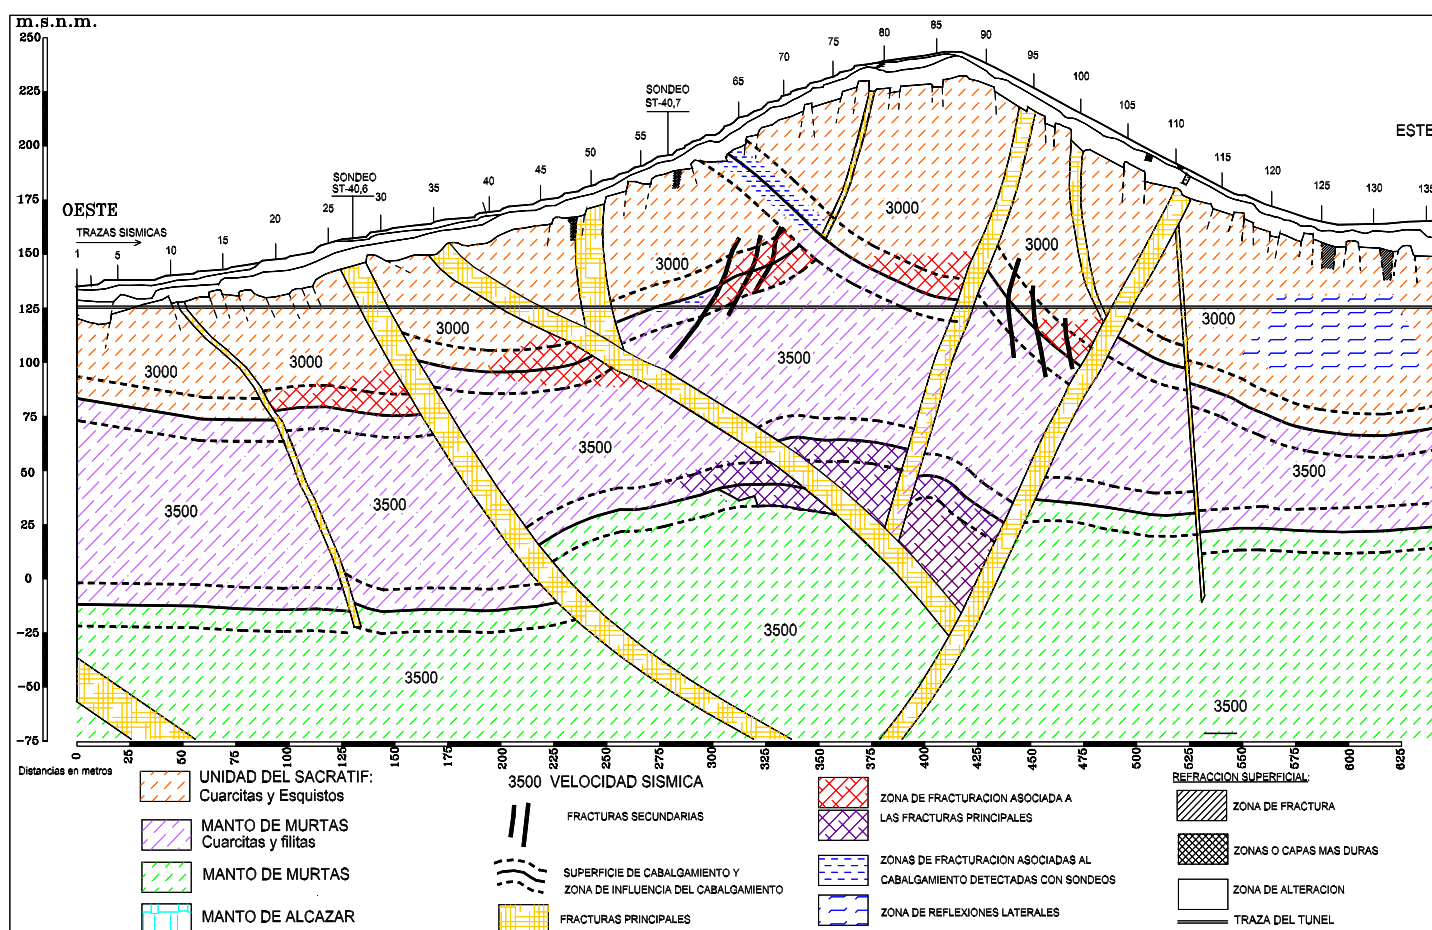 m.s.n.m.
250
225
200
175
150
125
100
75
50
25
0
-25
-50
-75
OESTE
TRAZAS SISMICAS
ESTE
1
5
10
15
20
25
30
35
40
45
50
55
65
70
75
80
85
90
95
100
105
110
115
120
125
130
135
SONDEO
ST-40,6
SONDEO
ST-40,7
3000
3000
3000
3000
3000
3000
3000
3500
3500
3500
3500
3500
3500
3500
3500
0
25
50
75
100
125
150
175
200
225
250
275
300
325
350
375
400
425
450
475
500
525
550
575
600
625
Distancias en metros
UNIDAD DEL SACRATIF:
Cuarcitas y Esquistos
MANTO DE MURTAS
Cuarcitas y filitas
MANTO DE MURTAS
MANTO DE ALCAZAR
3500 VELOCIDAD SISMICA
FRACTURAS SECUNDARIAS
SUPERFICIE DE CABALGAMIENTO Y
ZONA DE INFLUENCIA DEL CABALGAMIENTO
FRACTURAS PRINCIPALES
ZONA DE FRACTURACION ASOCIADA A
LAS FRACTURAS PRINCIPALES
ZONAS DE FRACTURACION ASOCIADAS AL
CABALGAMIENTO DETECTADAS CON SONDEOS
ZONA DE REFLEXIONES LATERALES
REFRACCION SUPERFICIAL:
ZONA DE FRACTURA
ZONAS O CAPAS MAS DURAS
ZONA DE ALTERACION
TRAZA DEL TUNEL